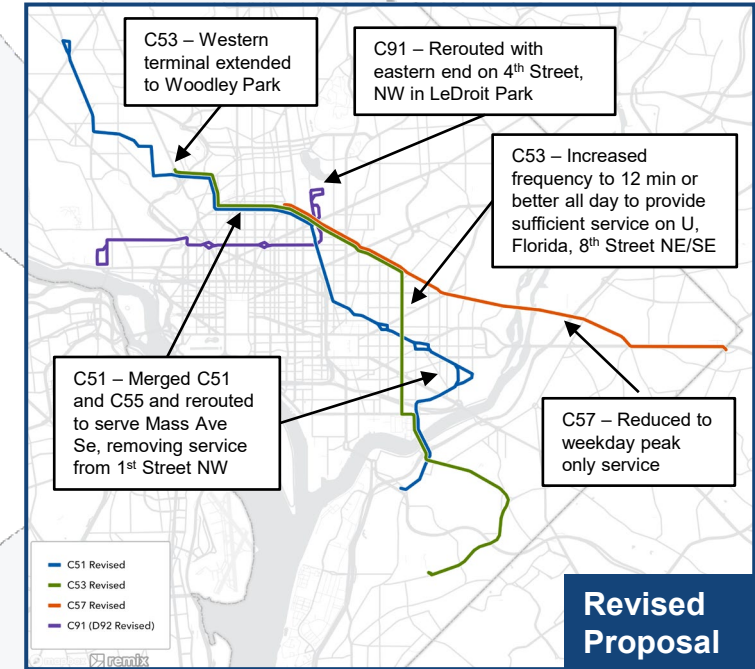 C53 – Western
terminal extended
to Woodley Park
C91 – Rerouted with
eastern end on 4th Street,
NW in LeDroit Park
C53 – Increased
frequency to 12 min or
better all day to provide
sufficient service on U,
Florida, 8th Street NE/SE
C51 – Merged C51
and C55 and rerouted
to serve Mass Ave
Se, removing service
from 1st Street NW
C57 – Reduced to
weekday peak
only service
C51 Revised
C53 Revised
C57 Revised
C91 (D92 Revised)
remix
Revised
Proposal